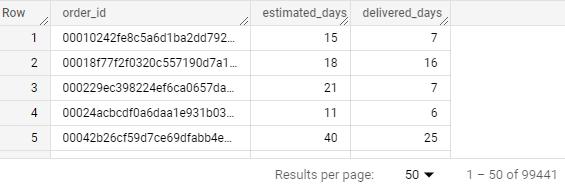 Row order_id estimated_days delivered_days
1 00010242fe8c5a6d1ba2dd792... 15 7
2 00018f77f2f0320c557190d7a1... 18 16
3 000229ec398224ef6ca0657da... 21 7
4 00024acbcdf0a6daa1e931b03... 11 6
5 00042b26cf59d7ce69dfabb4e... 40 25
Results per page: 50 1 – 50 of 99441